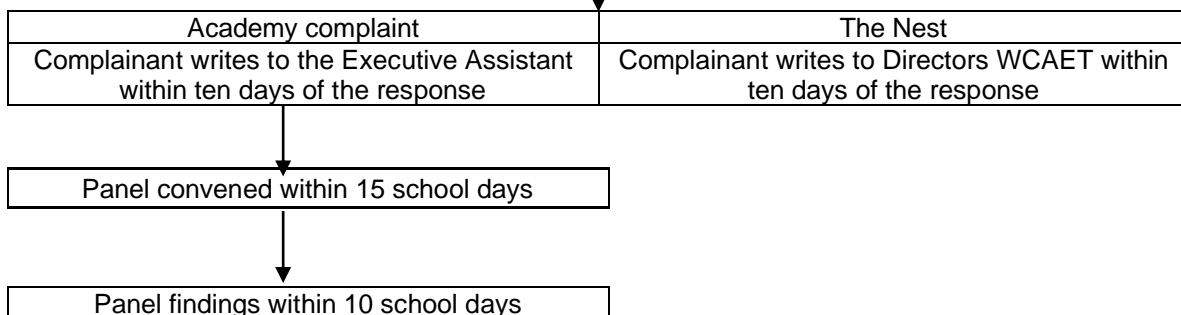 Academy complaint
The Nest
Complainant writes to the Executive Assistant
within ten days of the response
Complainant writes to Directors WCAET within
ten days of the response
Panel convened within 15 school days
Panel findings within 10 school days